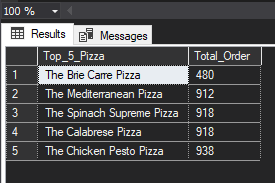 100 %
Results Messages
Top_5_Pizza Total_Order
1 The Brie Carre Pizza 480
2 The Mediterranean Pizza 912
3 The Spinach Supreme Pizza 918
4 The Calabrese Pizza 918
5 The Chicken Pesto Pizza 938